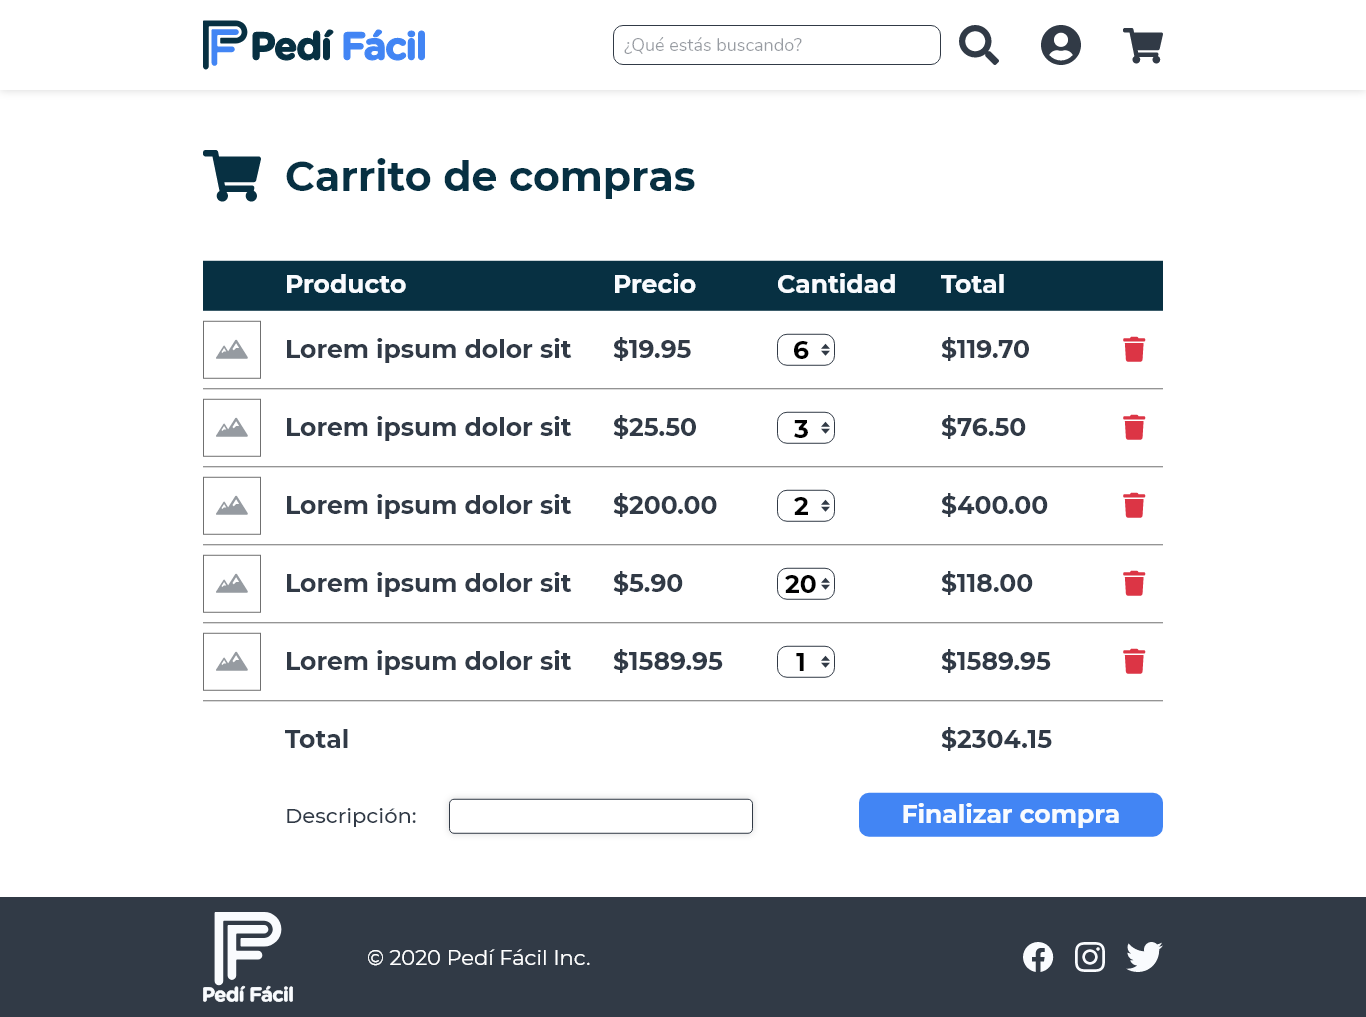 Pedí Fácil ¿Qué estás buscando?
Carrito de compras
Producto Precio Cantidad Total
Lorem ipsum dolor sit $19.95 6 $119.70
Lorem ipsum dolor sit $25.50 3 $76.50
Lorem ipsum dolor sit $200.00 2 $400.00
Lorem ipsum dolor sit $5.90 20 $118.00
Lorem ipsum dolor sit $1589.95 1 $1589.95
Total $2304.15
Descripción: Finalizar compra
© 2020 Pedí Fácil Inc.
Pedí Fácil